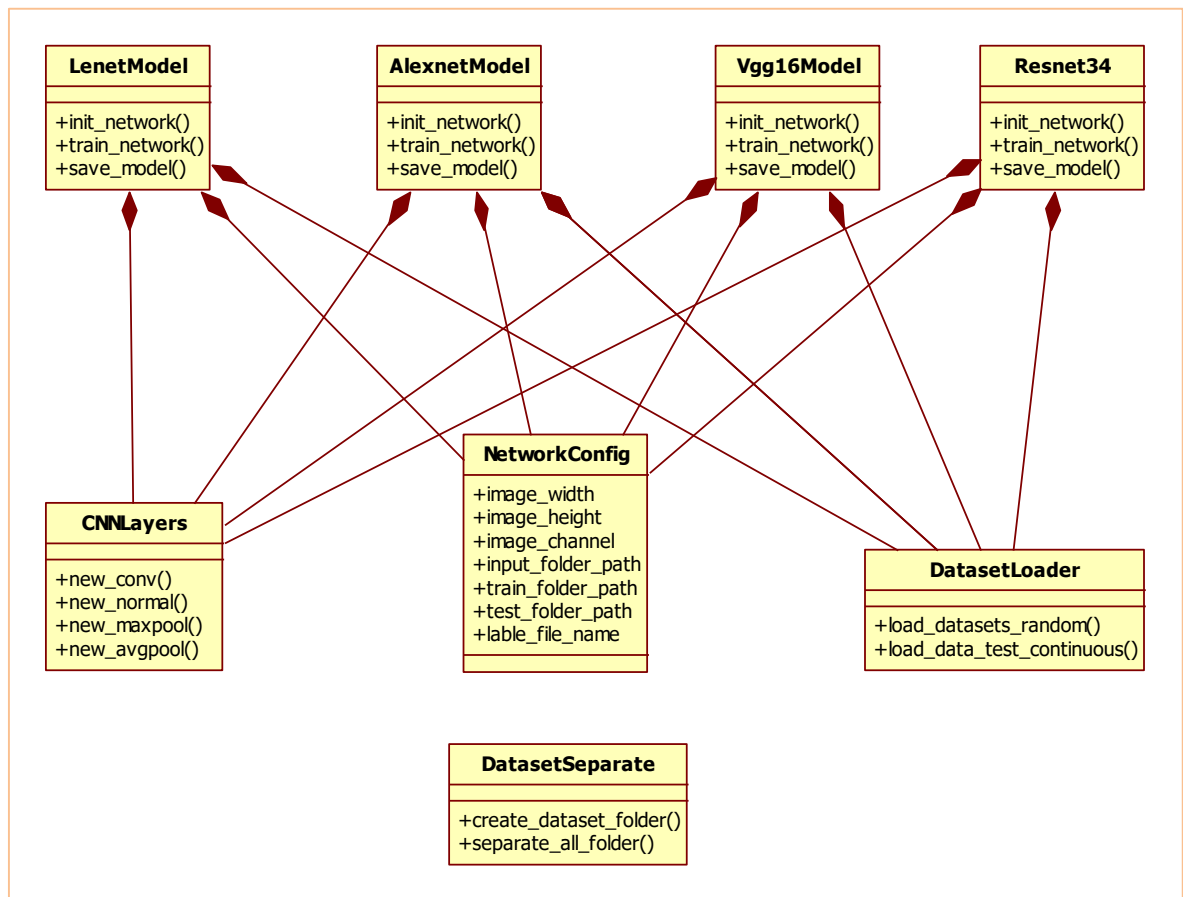 LenetModel
+init_network()
+train_network()
+save_model()
AlexnetModel
+init_network()
+train_network()
+save_model()
Vgg16Model
+init_network()
+train_network()
+save_model()
Resnet34
+init_network()
+train_network()
+save_model()
CNNLayers
+new_conv()
+new_normal()
+new_maxpool()
+new_avgpool()
NetworkConfig
+image_width
+image_height
+image_channel
+input_folder_path
+train_folder_path
+test_folder_path
+lable_file_name
DatasetLoader
+load_datasets_random()
+load_data_test_continuous()
DatasetSeparate
+create_dataset_folder()
+separate_all_folder()